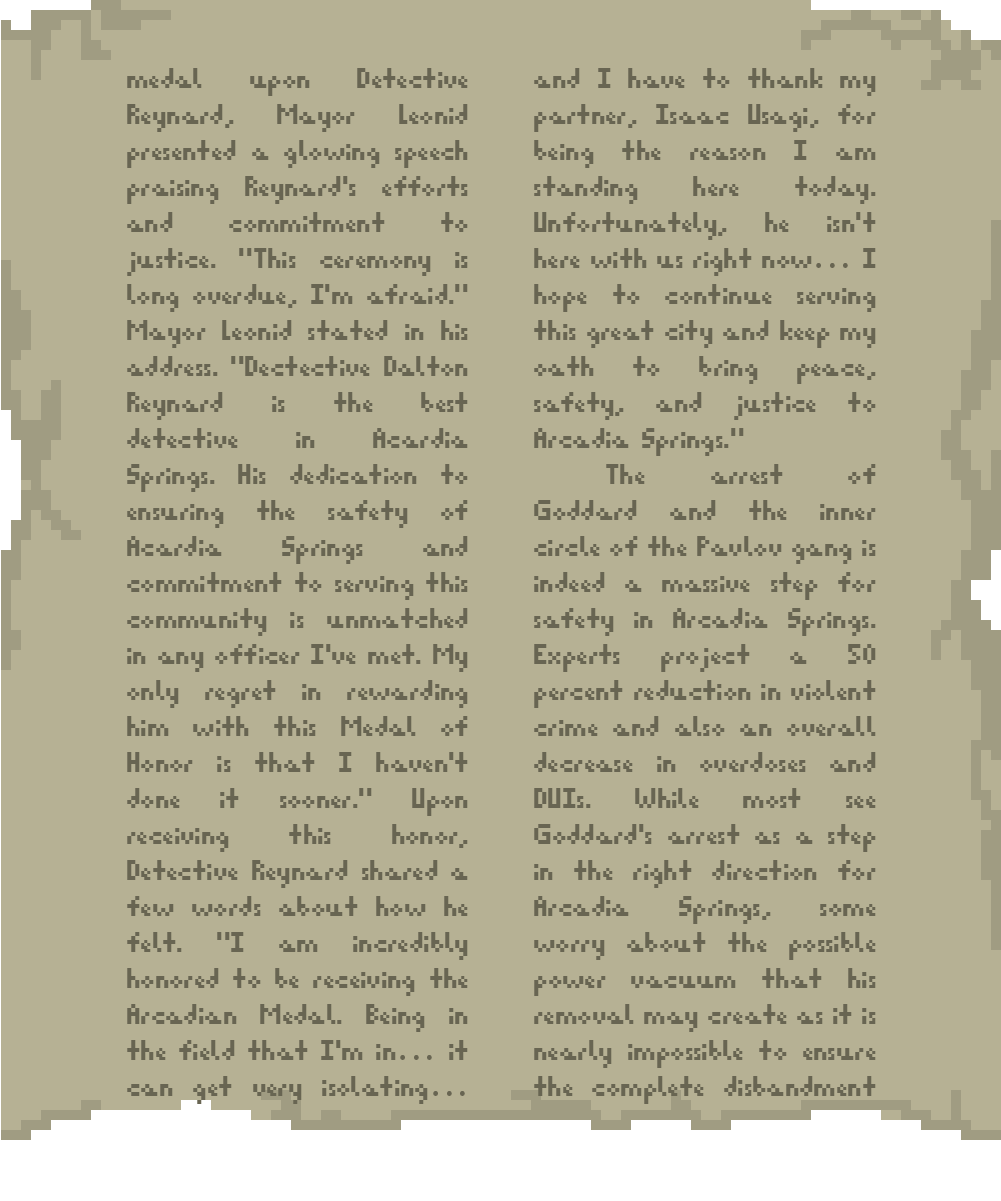 medal upon Detective
Reynard, Mayor Leonid
presented a glowing speech
praising Reynard's efforts
and commitment to
justice. "This ceremony is
long overdue, I'm afraid."
Mayor Leonid stated in his
address. "Dectective Dalton
Reynard is the best
detective in Acardia
Springs. His dedication to
ensuring the safety of
Acardia Springs and
commitment to serving this
community is unmatched
in any officer I've met. My
only regret in rewarding
him with this Medal of
Honor is that I haven't
done it sooner." Upon
receiving this honor,
Detective Reynard shared a
few words about how he
felt. "I am incredibly
honored to be receiving the
Arcadian Medal. Being in
the field that I'm in... it
can get very isolating...
and I have to thank my
partner, Isaac Usagi, for
being the reason I am
standing here today.
Unfortunately, he isn't
here with us right now... I
hope to continue serving
this great city and keep my
oath to bring peace,
safety, and justice to
Arcadia Springs."
The arrest of
Goddard and the inner
circle of the Pavlov gang is
indeed a massive step for
safety in Arcadia Springs.
Experts project a 50
percent reduction in violent
crime and also an overall
decrease in overdoses and
DUIs. While most see
Goddard's arrest as a step
in the right direction for
Arcadia Springs, some
worry about the possible
power vacuum that his
removal may create as it is
nearly impossible to ensure
the complete disbandment